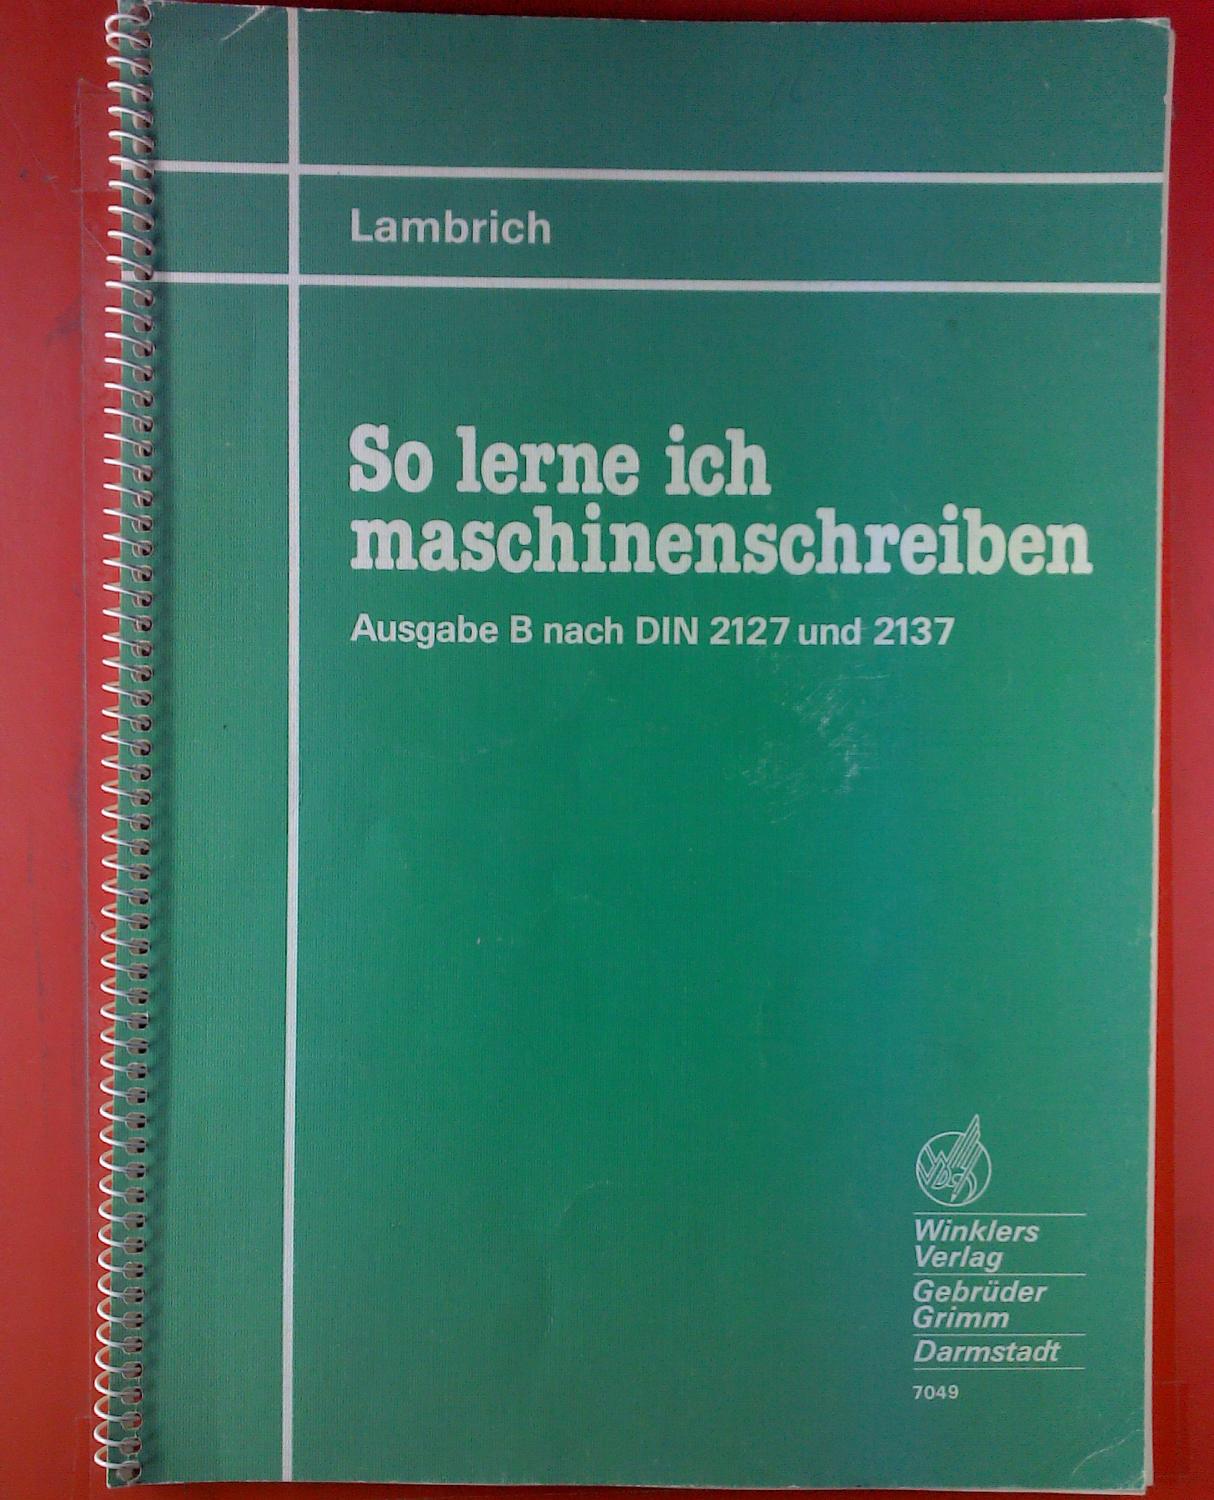 Lambrich
So lerne ich
maschinenschreiben
Ausgabe B nach DIN 2127 und 2137
Winklers
Verlag
Gebrüder
Grimm
Darmstadt
7049